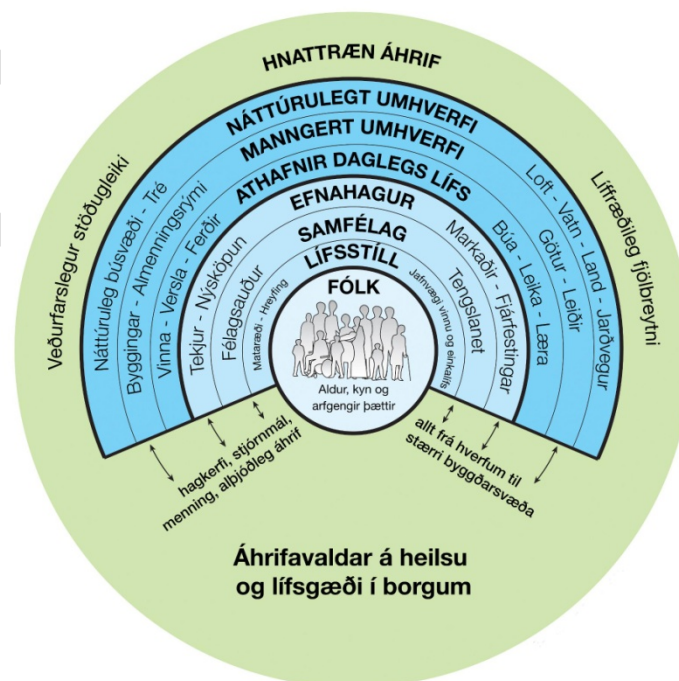 HNATTRÆN ÁHRIF
Veðurfarslegur stöðugleiki
Líffræðileg fjölbreytni
NÁTTÚRULEGT UMHVERFI
Náttúruleg búsvæði - Tré
Loft - Vatn - Land - Jarðvegur
MANNGERT UMHVERFI
Byggingar - Almenningsrými
Götur - Leiðir
ATHAFNIR DAGLEGS LÍFS
Vinna - Versla - Ferðir
Búa - Leika - Læra
EFNAHAGUR
Tekjur - Nýsköpun
Markaðir - Fjárfestingar
SAMFÉLAG
Félagsauður
Tengslanet
LÍFSSTÍLL
Mataræði - Hreyfing
Jafnvægi vinnu og einkalífs
FÓLK
Aldur, kyn og
arfgengir þættir
hagkerfi, stjórnmál,
menning, alþjóðleg áhrif
allt frá hverfum til
stærri byggðarsvæða
Áhrifavaldar á heilsu
og lífsgæði í borgum